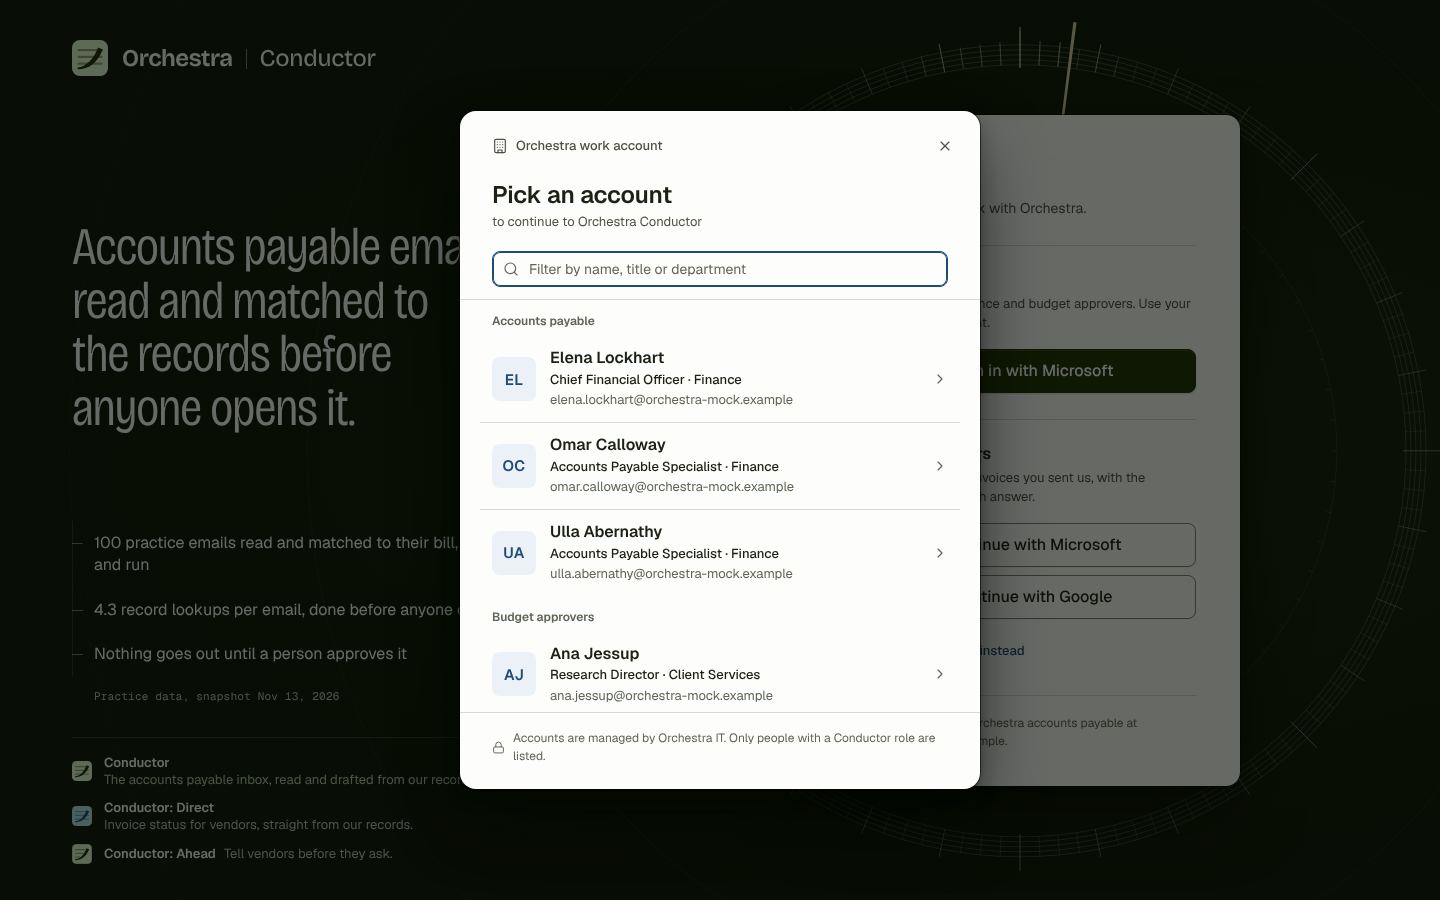 Orchestra | Conductor
Accounts payable ema
read and matched to
the records before
anyone opens it.
100 practice emails read and matched to their bill,
and run
4.3 record lookups per email, done before anyone
Nothing goes out until a person approves it
Practice data, snapshot Nov 13, 2026
Conductor
The accounts payable inbox, read and drafted from our recor
Conductor: Direct
Invoice status for vendors, straight from our records.
Conductor: Ahead Tell vendors before they ask.
Orchestra work account
Pick an account
to continue to Orchestra Conductor
Filter by name, title or department
Accounts payable
EL
Elena Lockhart
Chief Financial Officer · Finance
elena.lockhart@orchestra-mock.example
OC
Omar Calloway
Accounts Payable Specialist · Finance
omar.calloway@orchestra-mock.example
UA
Ulla Abernathy
Accounts Payable Specialist · Finance
ulla.abernathy@orchestra-mock.example
Budget approvers
AJ
Ana Jessup
Research Director · Client Services
ana.jessup@orchestra-mock.example
Accounts are managed by Orchestra IT. Only people with a Conductor role are
listed.
with Orchestra.
nce and budget approvers. Use your
t.
in with Microsoft
rs
voices you sent us, with the
answer.
nue with Microsoft
tinue with Google
instead
rchestra accounts payable at
mple.